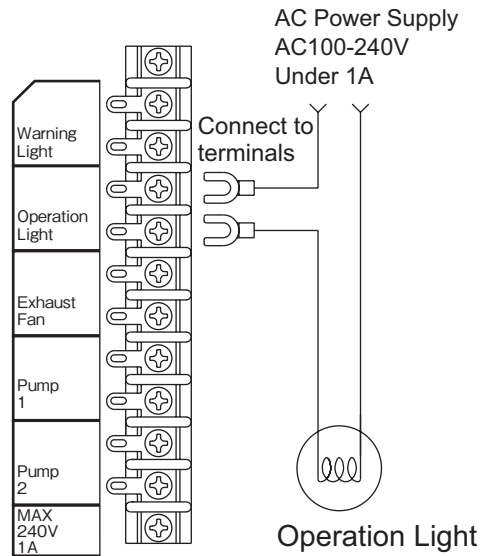 AC Power Supply
AC100-240V
Under 1A
Connect to
terminals
Warning
Light
Operation
Light
Exhaust
Fan
Pump
1
Pump
2
MAX
240V
1A
Operation Light